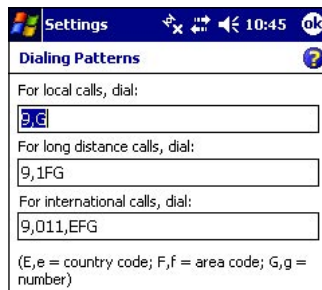 Settings 10:45 ok
Dialing Patterns ?
For local calls, dial:
9,G
For long distance calls, dial:
9,1FG
For international calls, dial:
9,011,EFG
(E,e = country code; F,f = area code; G,g =
number)